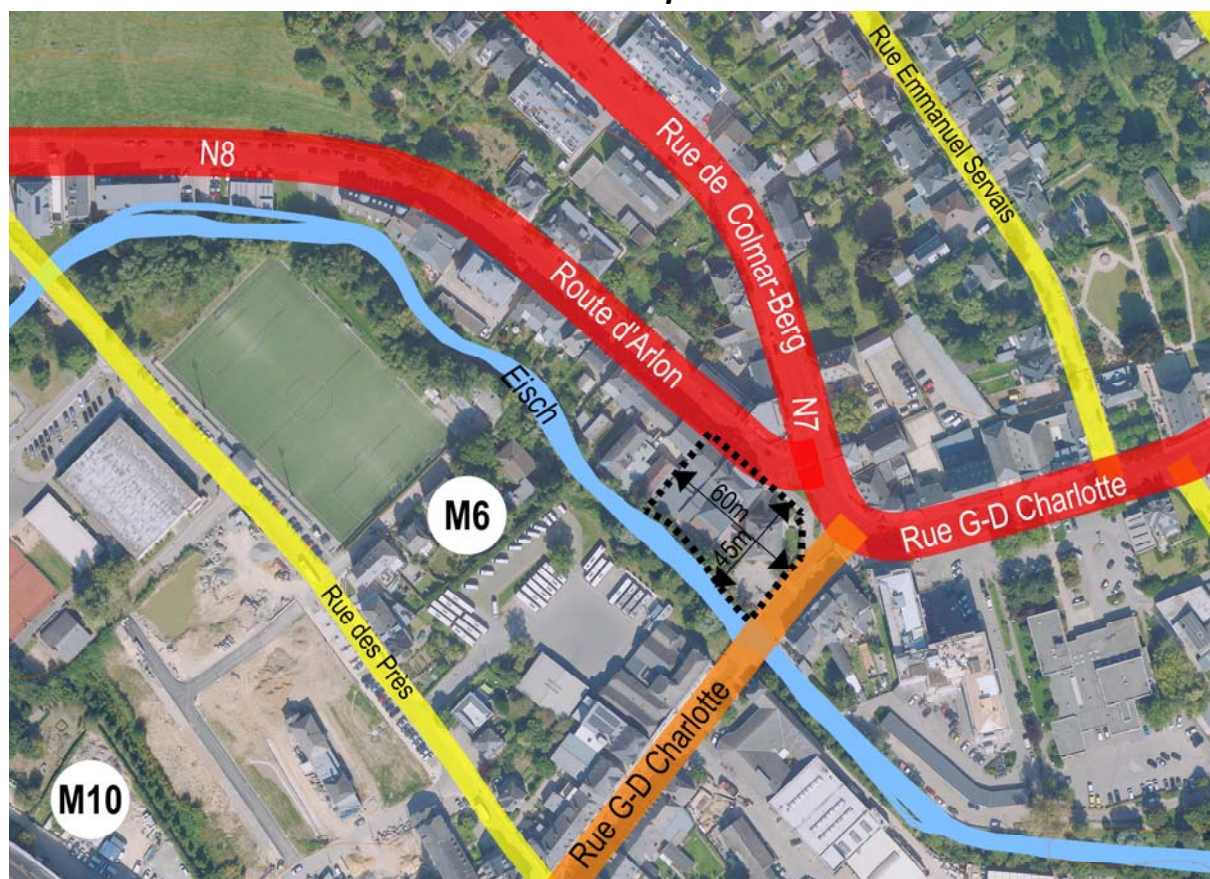 N8
Rue de Colmar-Berg
N7
Rue Emmanuel Servais
Route d'Arlon
Eisch
60m
45m
M6
Rue G-D Charlotte
Rue des Près
Rue G-D Charlotte
M10